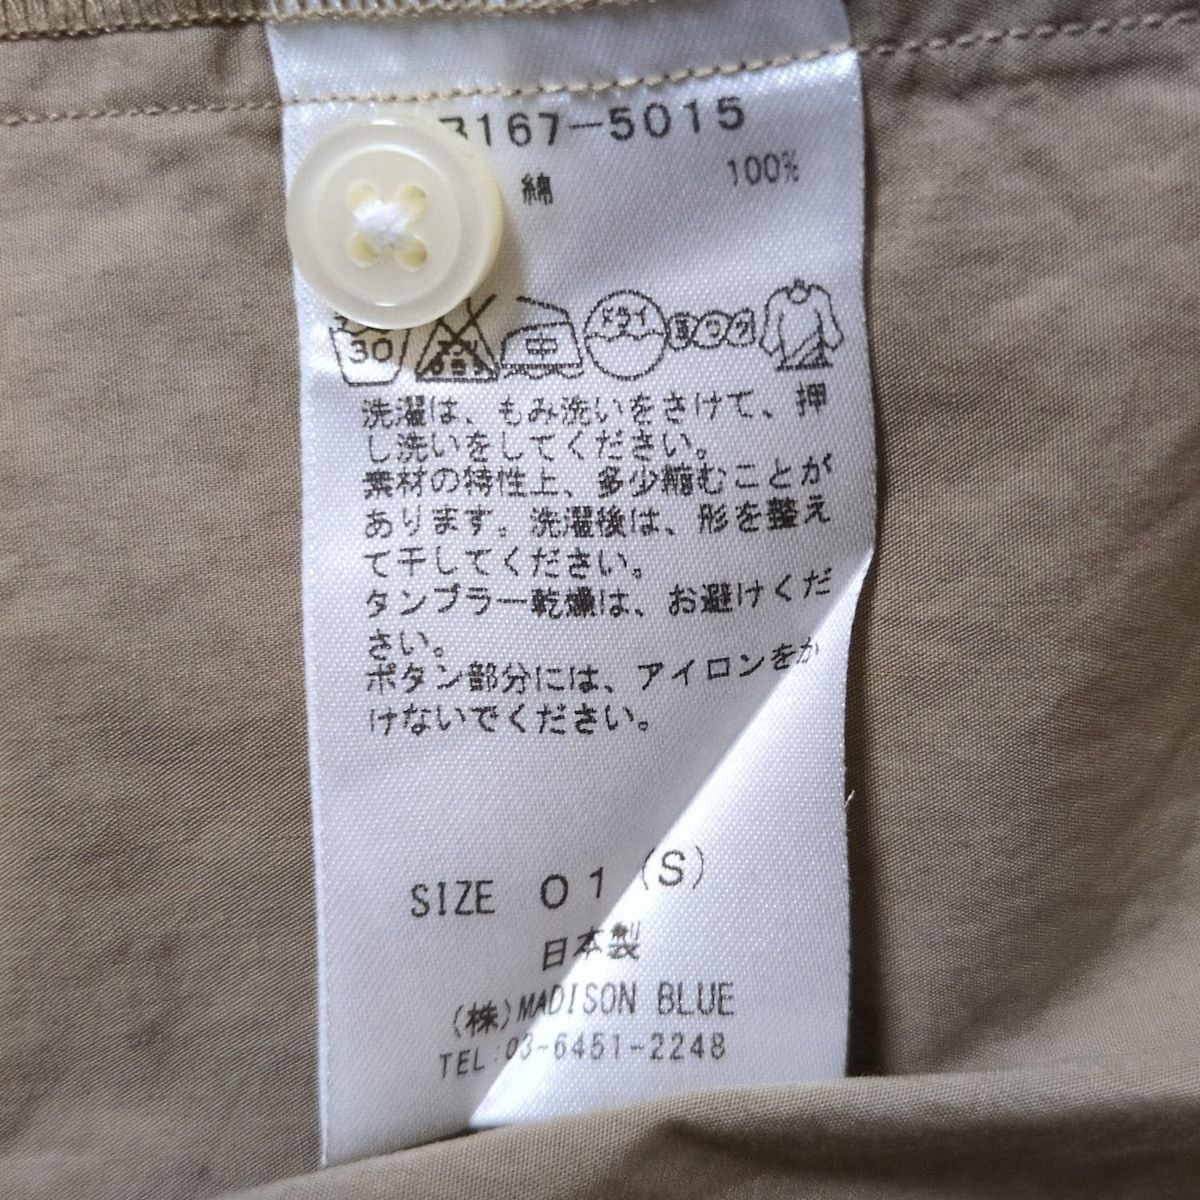 3167-5015
綿 100%
30
ドライ
洗濯は、もみ洗いをさけて、押
し洗いをしてください。
素材の特性上、多少縮むことが
あります。洗濯後は、形を整え
て干してください。
タンブラー乾燥は、お避けくだ
さい。
ボタン部分には、アイロンをか
けないでください。
SIZE 01 (S)
日本製
(株)MADISON BLUE
TEL:03-6451-2248